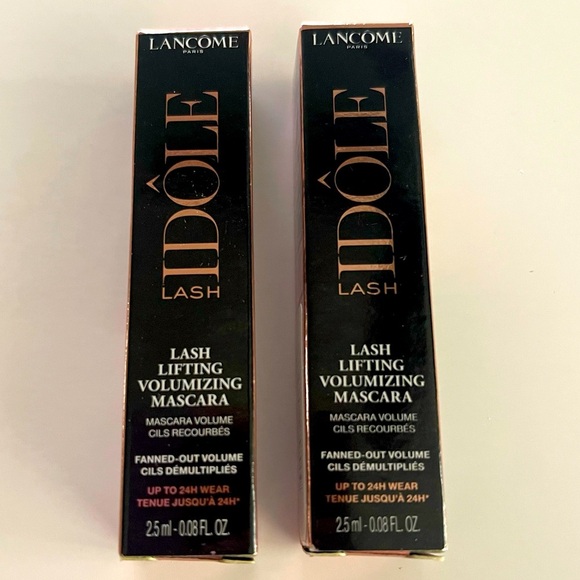 LANCÔME
PARIS
IDÔLE
LASH
LASH
LIFTING
VOLUMIZING
MASCARA
MASCARA VOLUME
CILS RECOURBÉS
FANNED-OUT VOLUME
CILS DÉMULTIPLIÉS
UP TO 24H WEAR
TENUE JUSQU'À 24H*
2.5 ml - 0.08 FL. OZ.
LANCÔME
PARIS
IDÔLE
LASH
LASH
LIFTING
VOLUMIZING
MASCARA
MASCARA VOLUME
CILS RECOURBÉS
FANNED-OUT VOLUME
CILS DÉMULTIPLIÉS
UP TO 24H WEAR
TENUE JUSQU'À 24H*
2.5 ml - 0.08 FL. OZ.